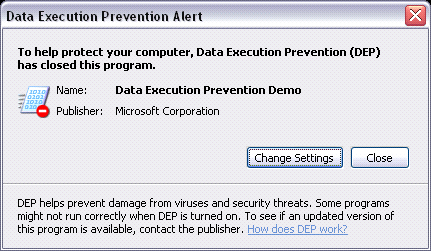 Data Execution Prevention Alert
To help protect your computer, Data Execution Prevention (DEP)
has closed this program.
Name: Data Execution Prevention Demo
Publisher: Microsoft Corporation
Change Settings Close
DEP helps prevent damage from viruses and security threats. Some programs
might not run correctly when DEP is turned on. To see if an updated version of
this program is available, contact the publisher. How does DEP work?